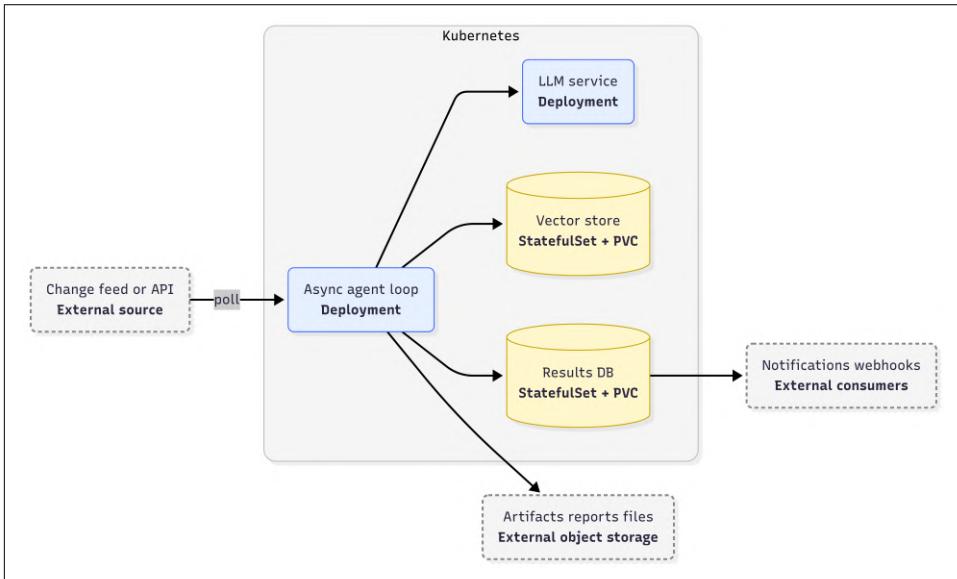 Kubernetes
LLM service
Deployment
Vector store
StatefulSet + PVC
Change feed or API
External source
poll
Async agent loop
Deployment
Results DB
StatefulSet + PVC
Notifications webhooks
External consumers
Artifacts reports files
External object storage